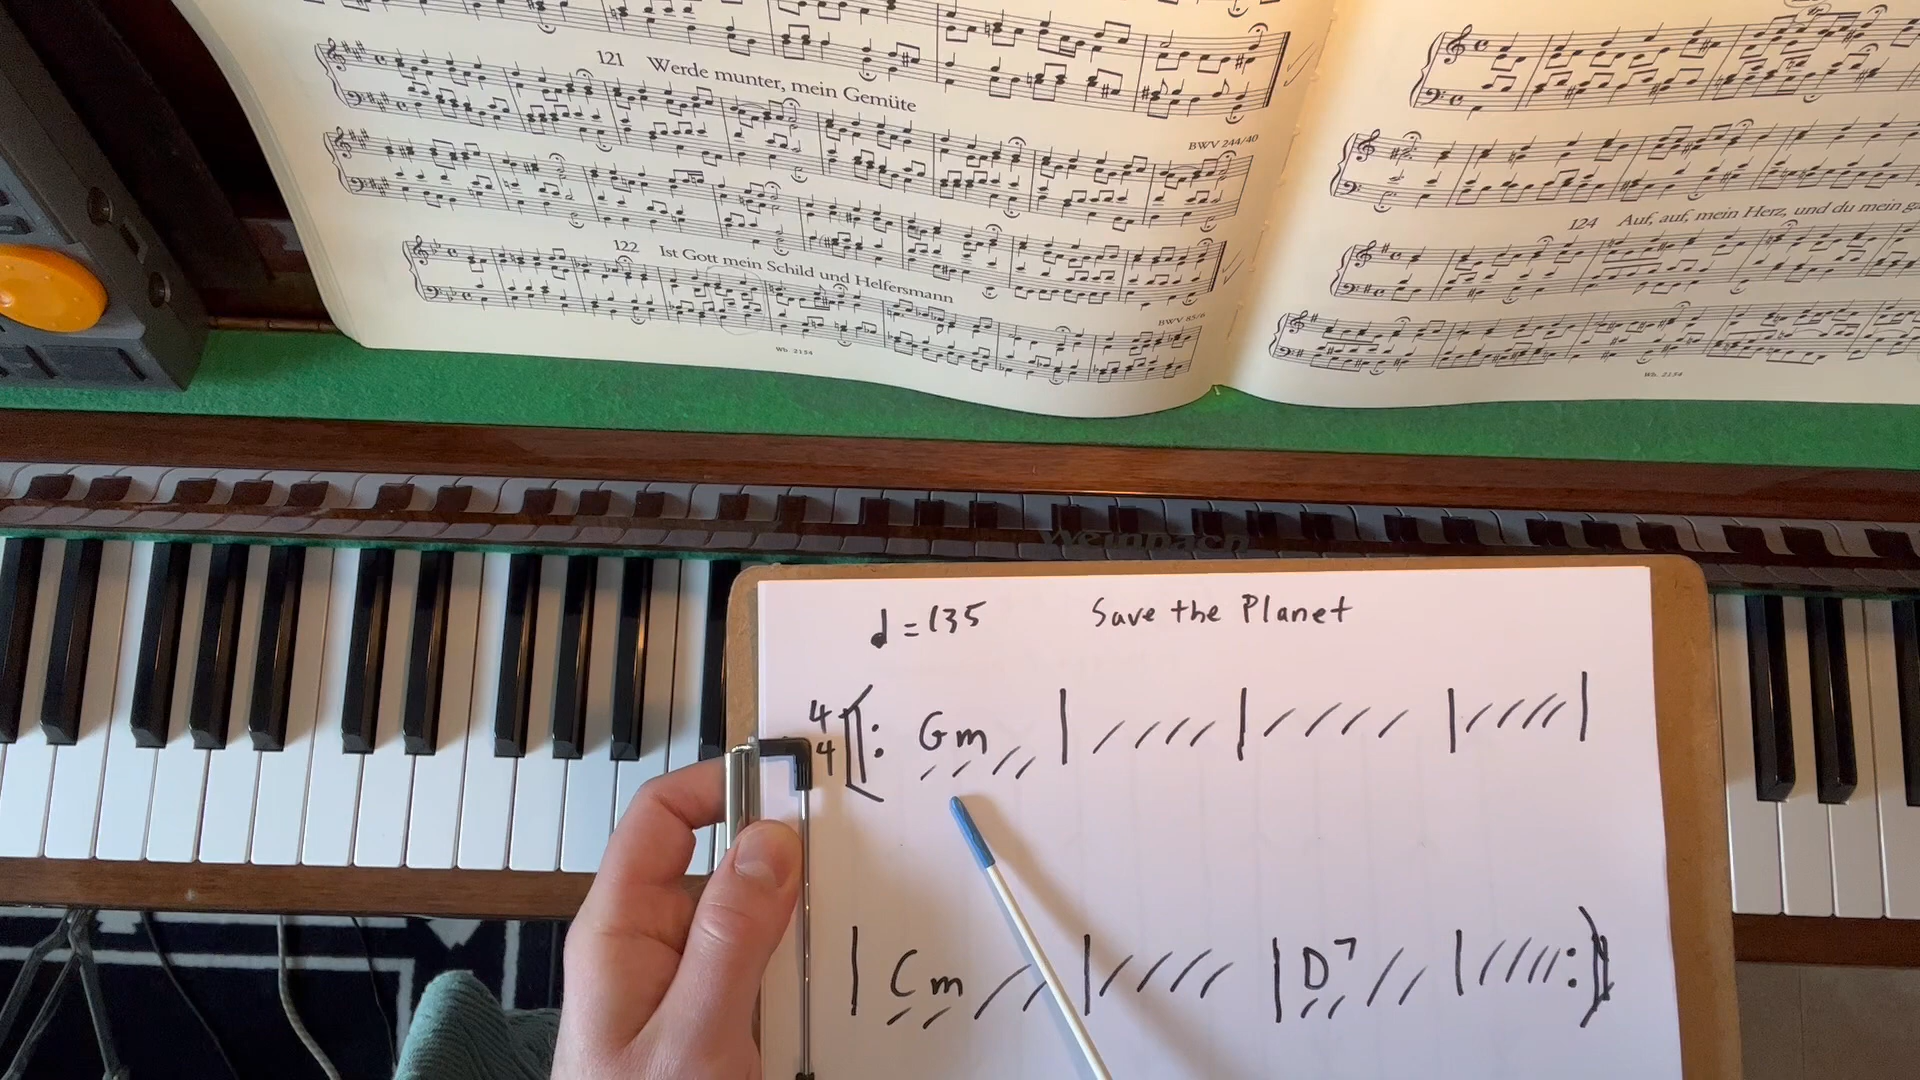 121 Werde munter, mein Gemüte
BWV 244/40
122 Ist Gott mein Schild und Helfersmann
BWV 85/6
Wb. 2154
124 Auf, auf, mein Herz, und du mein
Wb. 2154
♩=135 Save the Planet
4/4 Gm
Cm D7